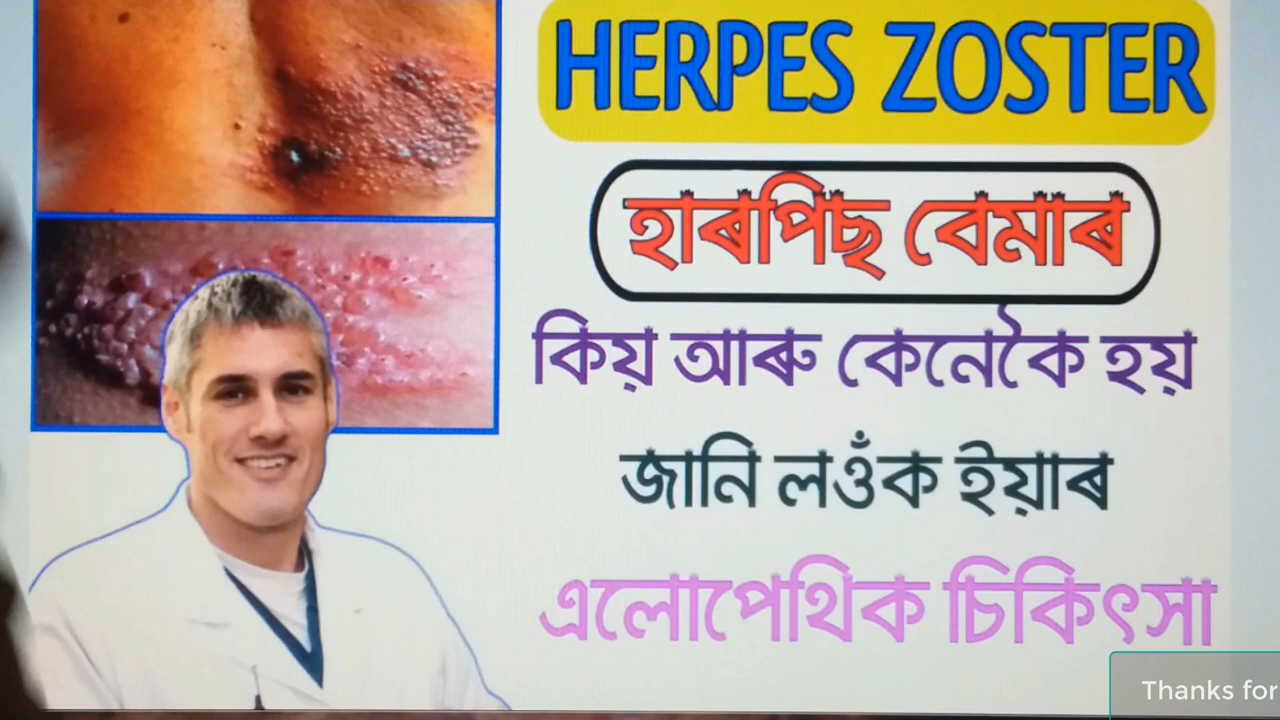 HERPES ZOSTER
হাৰপিছ বেমাৰ
কিয় আৰু কেনেকৈ হয়
জানি লওঁক ইয়াৰ
এলোপেথিক চিকিৎসা
Thanks for